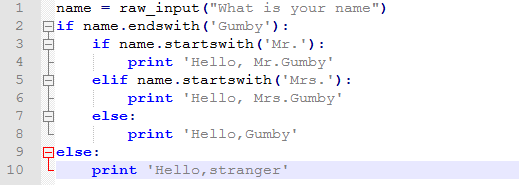 1 name = raw_input("What is your name")
2 if name.endswith('Gumby'):
3     if name.startswith('Mr.'):
4         print 'Hello, Mr.Gumby'
5     elif name.startswith('Mrs.'):
6         print 'Hello, Mrs.Gumby'
7     else:
8         print 'Hello,Gumby'
9 else:
10     print 'Hello,stranger'